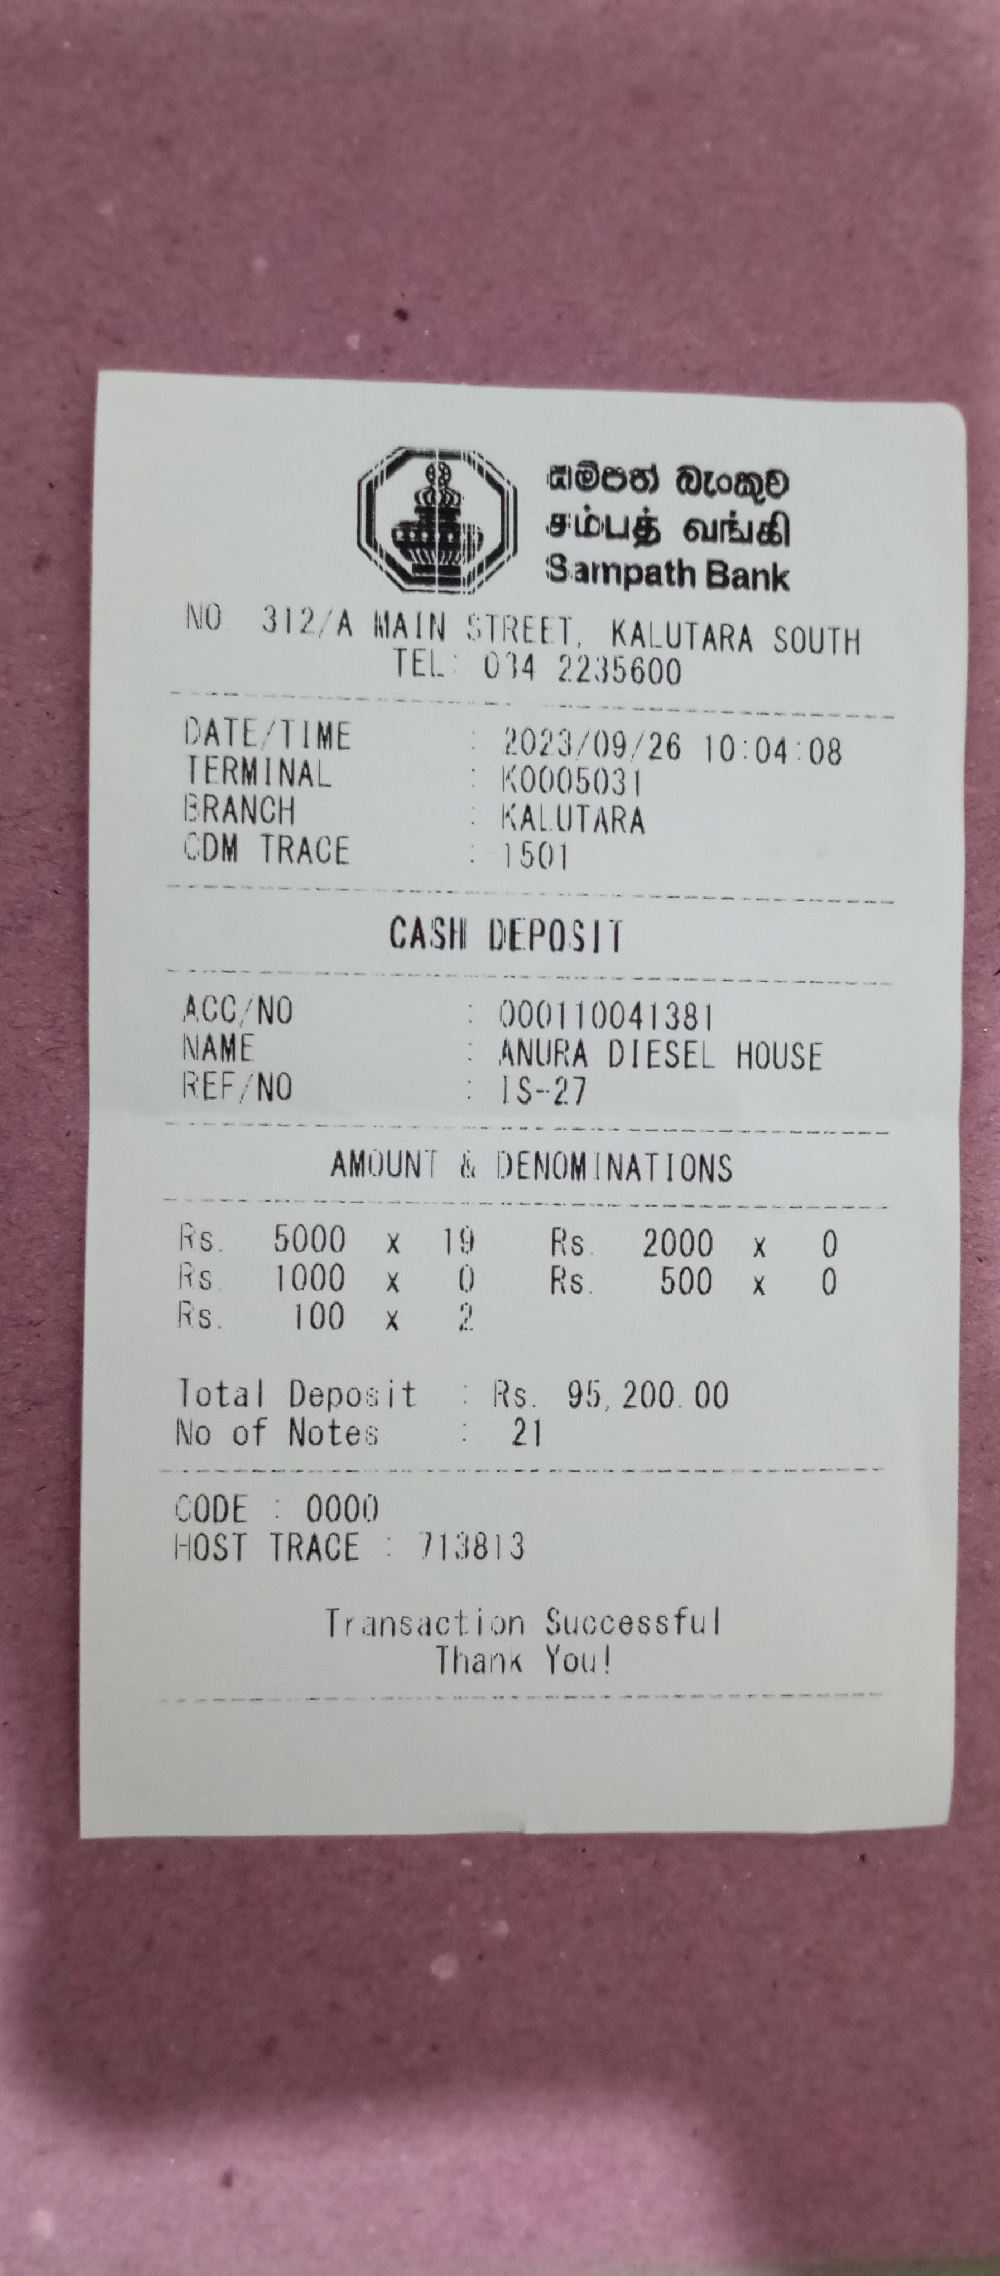 සම්පත් බැංකුව
சம்பத் வங்கி
Sampath Bank
NO. 312/A MAIN STREET, KALUTARA SOUTH
TEL: 034 2235600
DATE/TIME : 2023/09/26 10:04:08
TERMINAL : K0005031
BRANCH : KALUTARA
CDM TRACE : 1501
CASH DEPOSIT
ACC/NO : 000110041381
NAME : ANURA DIESEL HOUSE
REF/NO : IS-27
AMOUNT & DENOMINATIONS
Rs. 5000 x 19 Rs. 2000 x 0
Rs. 1000 x 0 Rs. 500 x 0
Rs. 100 x 2
Total Deposit : Rs. 95,200.00
No of Notes : 21
CODE : 0000
HOST TRACE : 713813
Transaction Successful
Thank You!